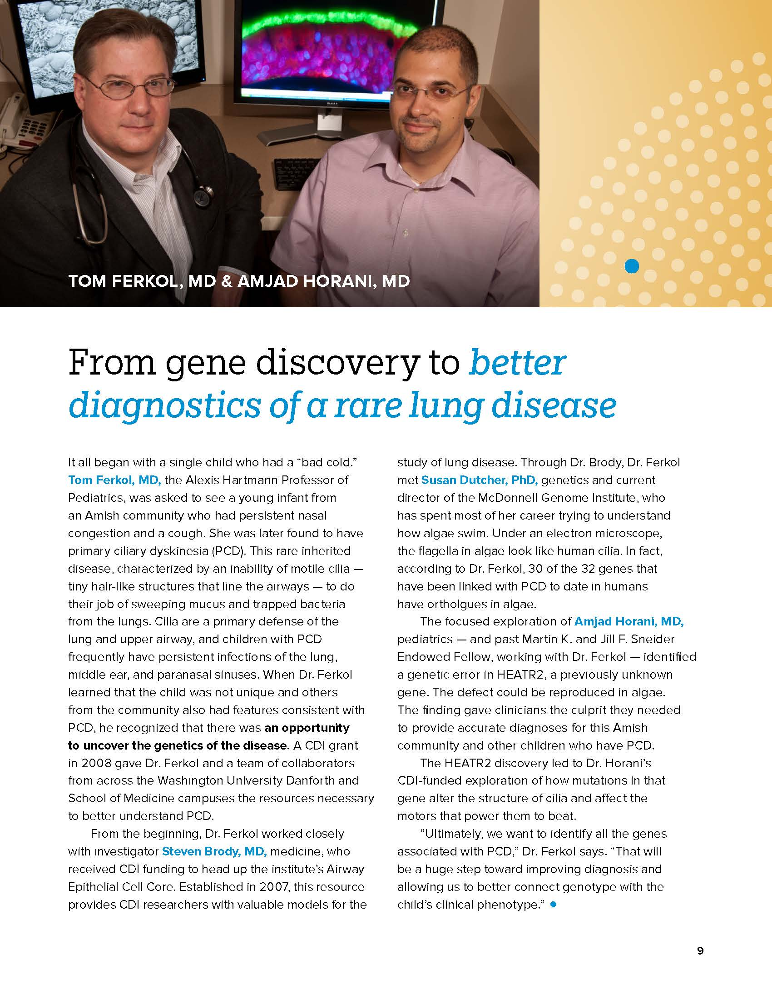 TOM FERKOL, MD & AMJAD HORANI, MD
From gene discovery to better
diagnostics of a rare lung disease
It all began with a single child who had a “bad cold.”
Tom Ferkol, MD, the Alexis Hartmann Professor of
Pediatrics, was asked to see a young infant from
an Amish community who had persistent nasal
congestion and a cough. She was later found to have
primary ciliary dyskinesia (PCD). This rare inherited
disease, characterized by an inability of motile cilia —
tiny hair-like structures that line the airways — to do
their job of sweeping mucus and trapped bacteria
from the lungs. Cilia are a primary defense of the
lung and upper airway, and children with PCD
frequently have persistent infections of the lung,
middle ear, and paranasal sinuses. When Dr. Ferkol
learned that the child was not unique and others
from the community also had features consistent with
PCD, he recognized that there was an opportunity
to uncover the genetics of the disease. A CDI grant
in 2008 gave Dr. Ferkol and a team of collaborators
from across the Washington University Danforth and
School of Medicine campuses the resources necessary
to better understand PCD.
From the beginning, Dr. Ferkol worked closely
with investigator Steven Brody, MD, medicine, who
received CDI funding to head up the institute’s Airway
Epithelial Cell Core. Established in 2007, this resource
provides CDI researchers with valuable models for the
study of lung disease. Through Dr. Brody, Dr. Ferkol
met Susan Dutcher, PhD, genetics and current
director of the McDonnell Genome Institute, who
has spent most of her career trying to understand
how algae swim. Under an electron microscope,
the flagella in algae look like human cilia. In fact,
according to Dr. Ferkol, 30 of the 32 genes that
have been linked with PCD to date in humans
have ortholgues in algae.
The focused exploration of Amjad Horani, MD,
pediatrics — and past Martin K. and Jill F. Sneider
Endowed Fellow, working with Dr. Ferkol — identified
a genetic error in HEATR2, a previously unknown
gene. The defect could be reproduced in algae.
The finding gave clinicians the culprit they needed
to provide accurate diagnoses for this Amish
community and other children who have PCD.
The HEATR2 discovery led to Dr. Horani’s
CDI-funded exploration of how mutations in that
gene alter the structure of cilia and affect the
motors that power them to beat.
“Ultimately, we want to identify all the genes
associated with PCD,” Dr. Ferkol says. “That will
be a huge step toward improving diagnosis and
allowing us to better connect genotype with the
child’s clinical phenotype.”
9